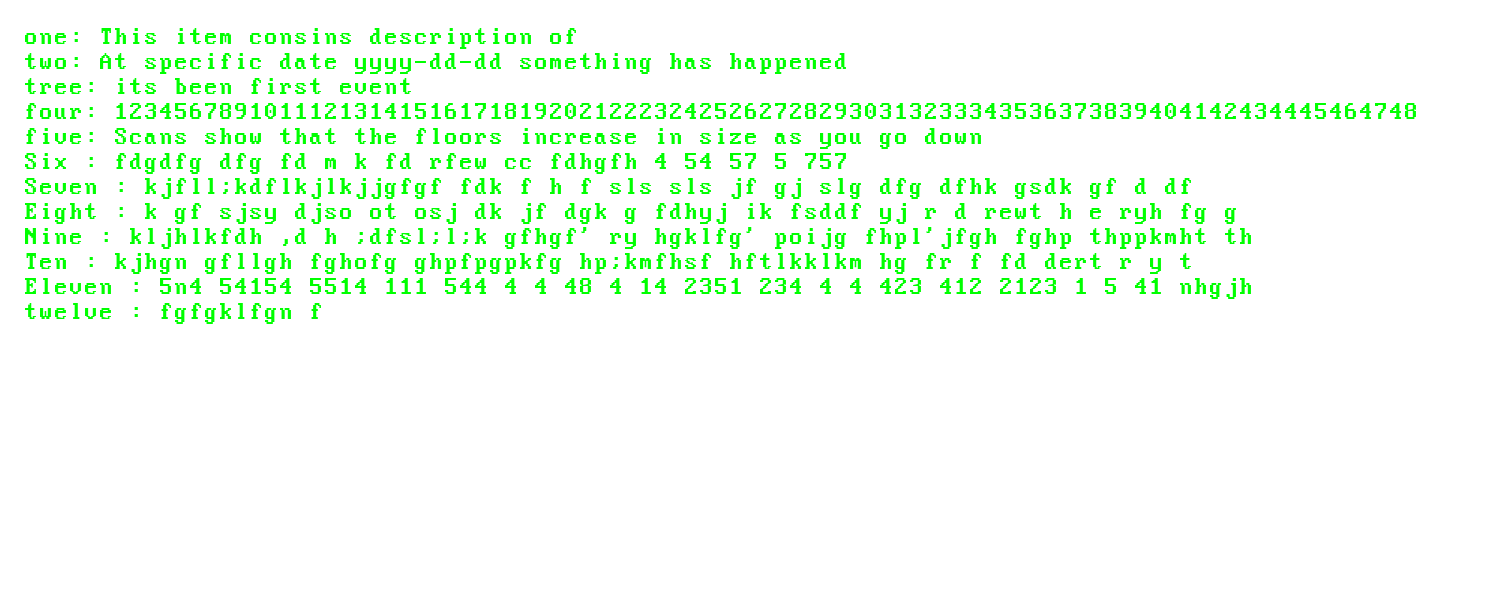 one: This item consins description of
two: At specific date yyyy-dd-dd something has happened
tree: its been first event
four: 123456789101112131415161718192021222324252627282930313233343536373839404142434445464748
five: Scans show that the floors increase in size as you go down
Six : fdgdfg dfg fd m k fd rfew cc fdhgfh 4 54 57 5 757
Seven : kjfll;kdflkjlkjjgfgf fdk f h f sls sls jf gj slg dfg dfhk gsdk gf d df
Eight : k gf sjsy djso ot osj dk jf dgk g fdhyj ik fsddf yj r d rewt h e ryh fg g
Nine : kljhlkfdh ,d h ;dfsl;l;k gfhgf' ry hgklfg' poijg fhpl'jfgh fghp thppkmht th
Ten : kjhgn gfllgh fghofg ghpfpgpkfg hp;kmfhsf hftlkklkm hg fr f fd dert r y t
Eleven : 5n4 54154 5514 111 544 4 4 48 4 14 2351 234 4 4 423 412 2123 1 5 41 nhgjh
twelve : fgfgklfgn f